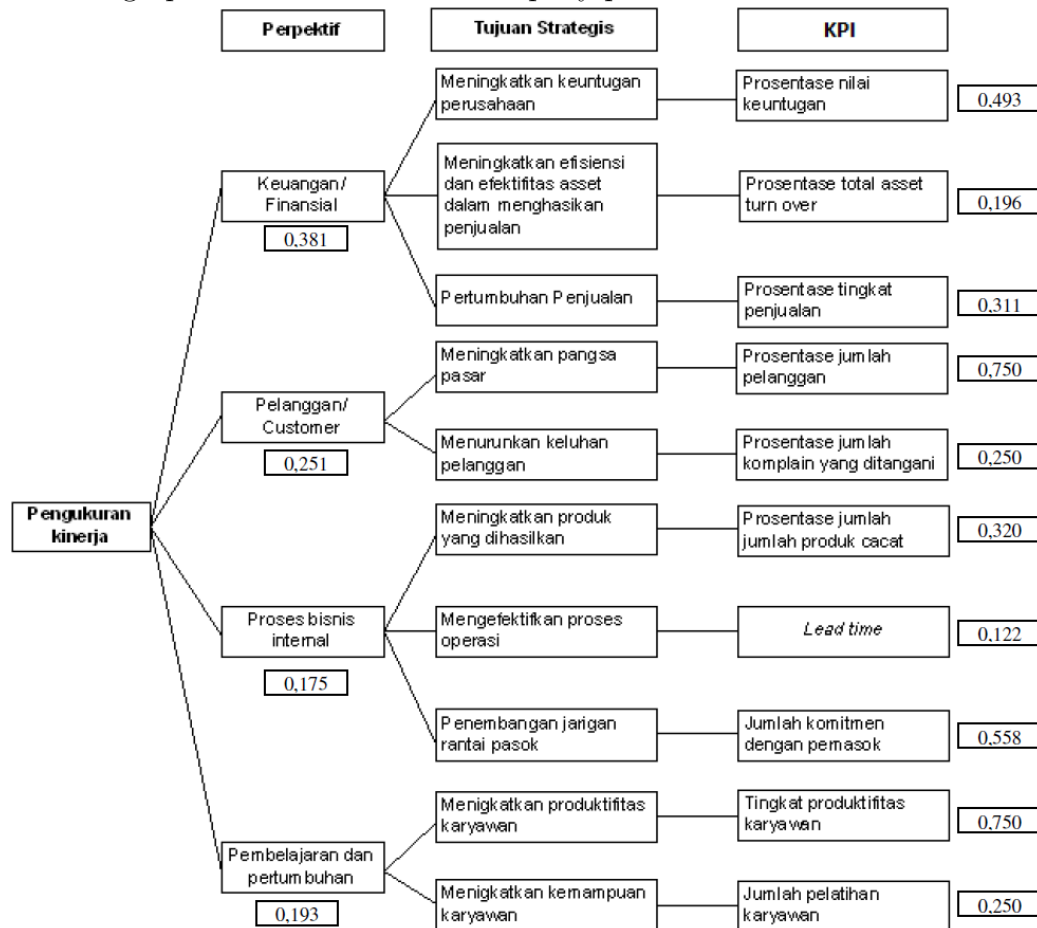 Perpektif
Tujuan Strategis
KPI
Meningkatkan keuntugan
perusahaan
Prosentase nilai
keuntugan
0,493
Keuangan/
Finansial
0,381
Meningkatkan efisiensi
dan efektifitas asset
dalam menghasikan
penjualan
Prosentase total asset
turn over
0,196
Pertumbuhan Penjualan
Prosentase tingkat
penjualan
0,311
Meningkatkan pangsa
pasar
Prosentase jumlah
pelanggan
0,750
Pelanggan/
Customer
0,251
Menurunkan keluhan
pelanggan
Prosentase jumlah
komplain yang ditangani
0,250
Pengukuran
kinerja
Meningkatkan produk
yang dihasilkan
Prosentase jumlah
jumlah produk cacat
0,320
Proses bisnis
internal
0,175
Mengefektifkan proses
operasi
Lead time
0,122
Penembangan jarigan
rantai pasok
Jumlah komitmen
dengan pemasok
0,558
Menigkatkan produktifitas
karyawan
Tingkat produktifitas
karyawan
0,750
Pembelajaran dan
pertumbuhan
0,193
Menigkatkan kemampuan
karyawan
Jumlah pelatihan
karyawan
0,250